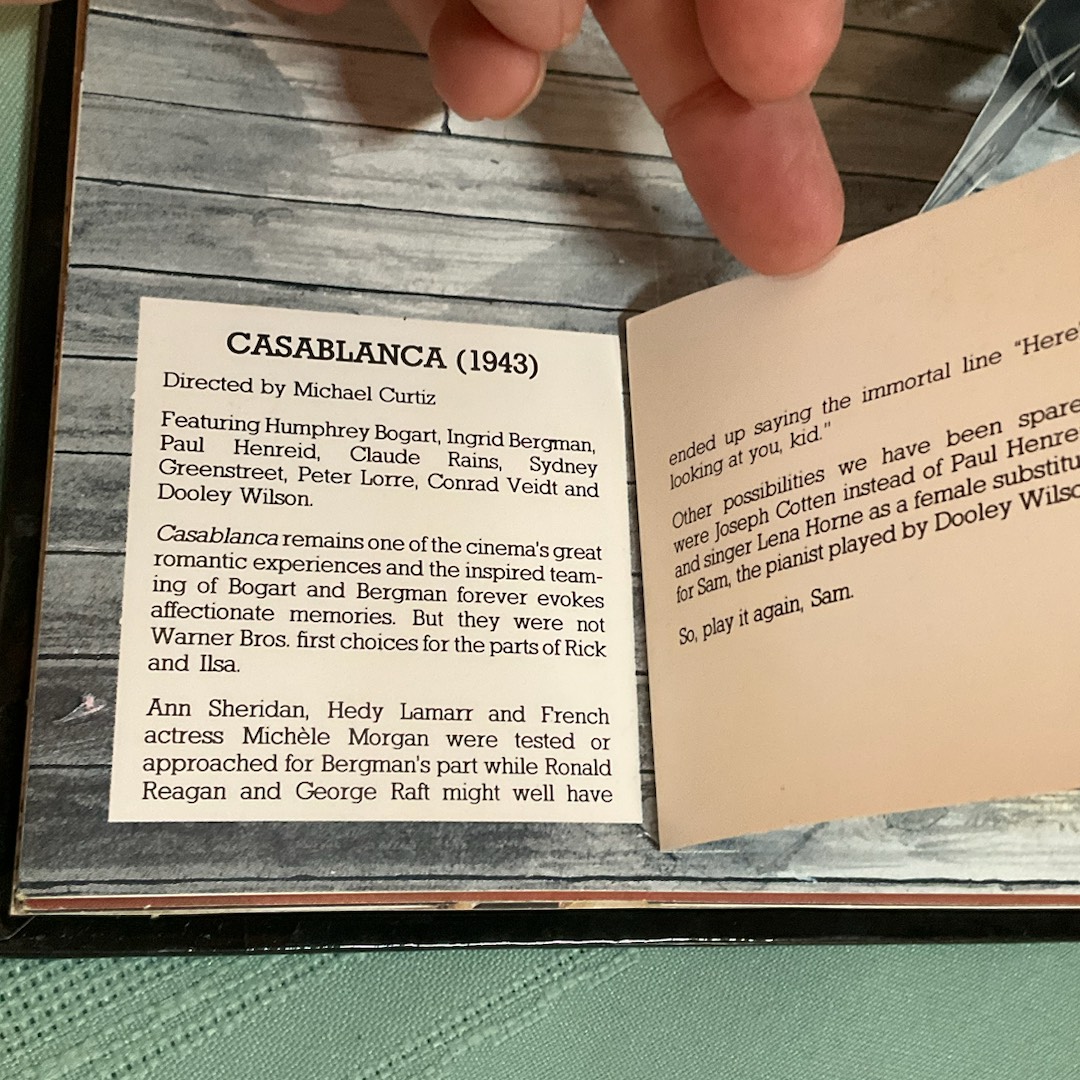 CASABLANCA (1943)
Directed by Michael Curtiz
Featuring Humphrey Bogart, Ingrid Bergman,
Paul Henreid, Claude Rains, Sydney
Greenstreet, Peter Lorre, Conrad Veidt and
Dooley Wilson.
Casablanca remains one of the cinema's great
romantic experiences and the inspired team-
ing of Bogart and Bergman forever evokes
affectionate memories. But they were not
Warner Bros. first choices for the parts of Rick
and Ilsa.
Ann Sheridan, Hedy Lamarr and French
actress Michèle Morgan were tested or
approached for Bergman's part while Ronald
Reagan and George Raft might well have
ended up saying the immortal line "Here
looking at you, kid."
Other possibilities we have been spare
were Joseph Cotten instead of Paul Henre
and singer Lena Horne as a female substitu
for Sam, the pianist played by Dooley Wilso
So, play it again, Sam.